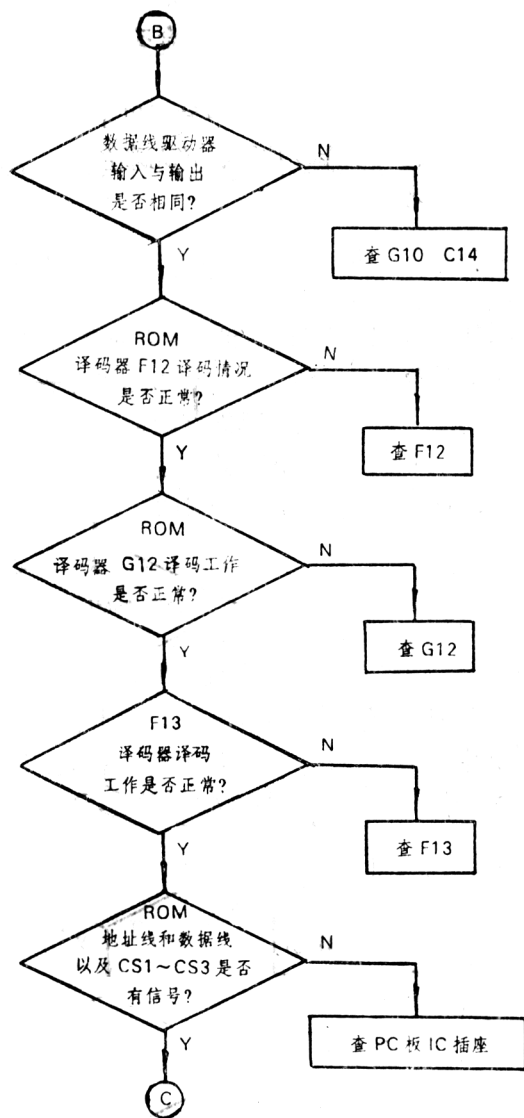 B
数据线驱动器
输入与输出
是否相同?
N
Y
查 G10 C14
ROM
译码器 F12 译码情况
是否正常?
N
Y
查 F12
ROM
译码器 G12 译码工作
是否正常?
N
Y
查 G12
F13
译码器译码
工作是否正常?
N
Y
查 F13
ROM
地址线和数据线
以及 CS1~CS3 是否
有信号?
N
Y
查 PC 板 IC 插座
C